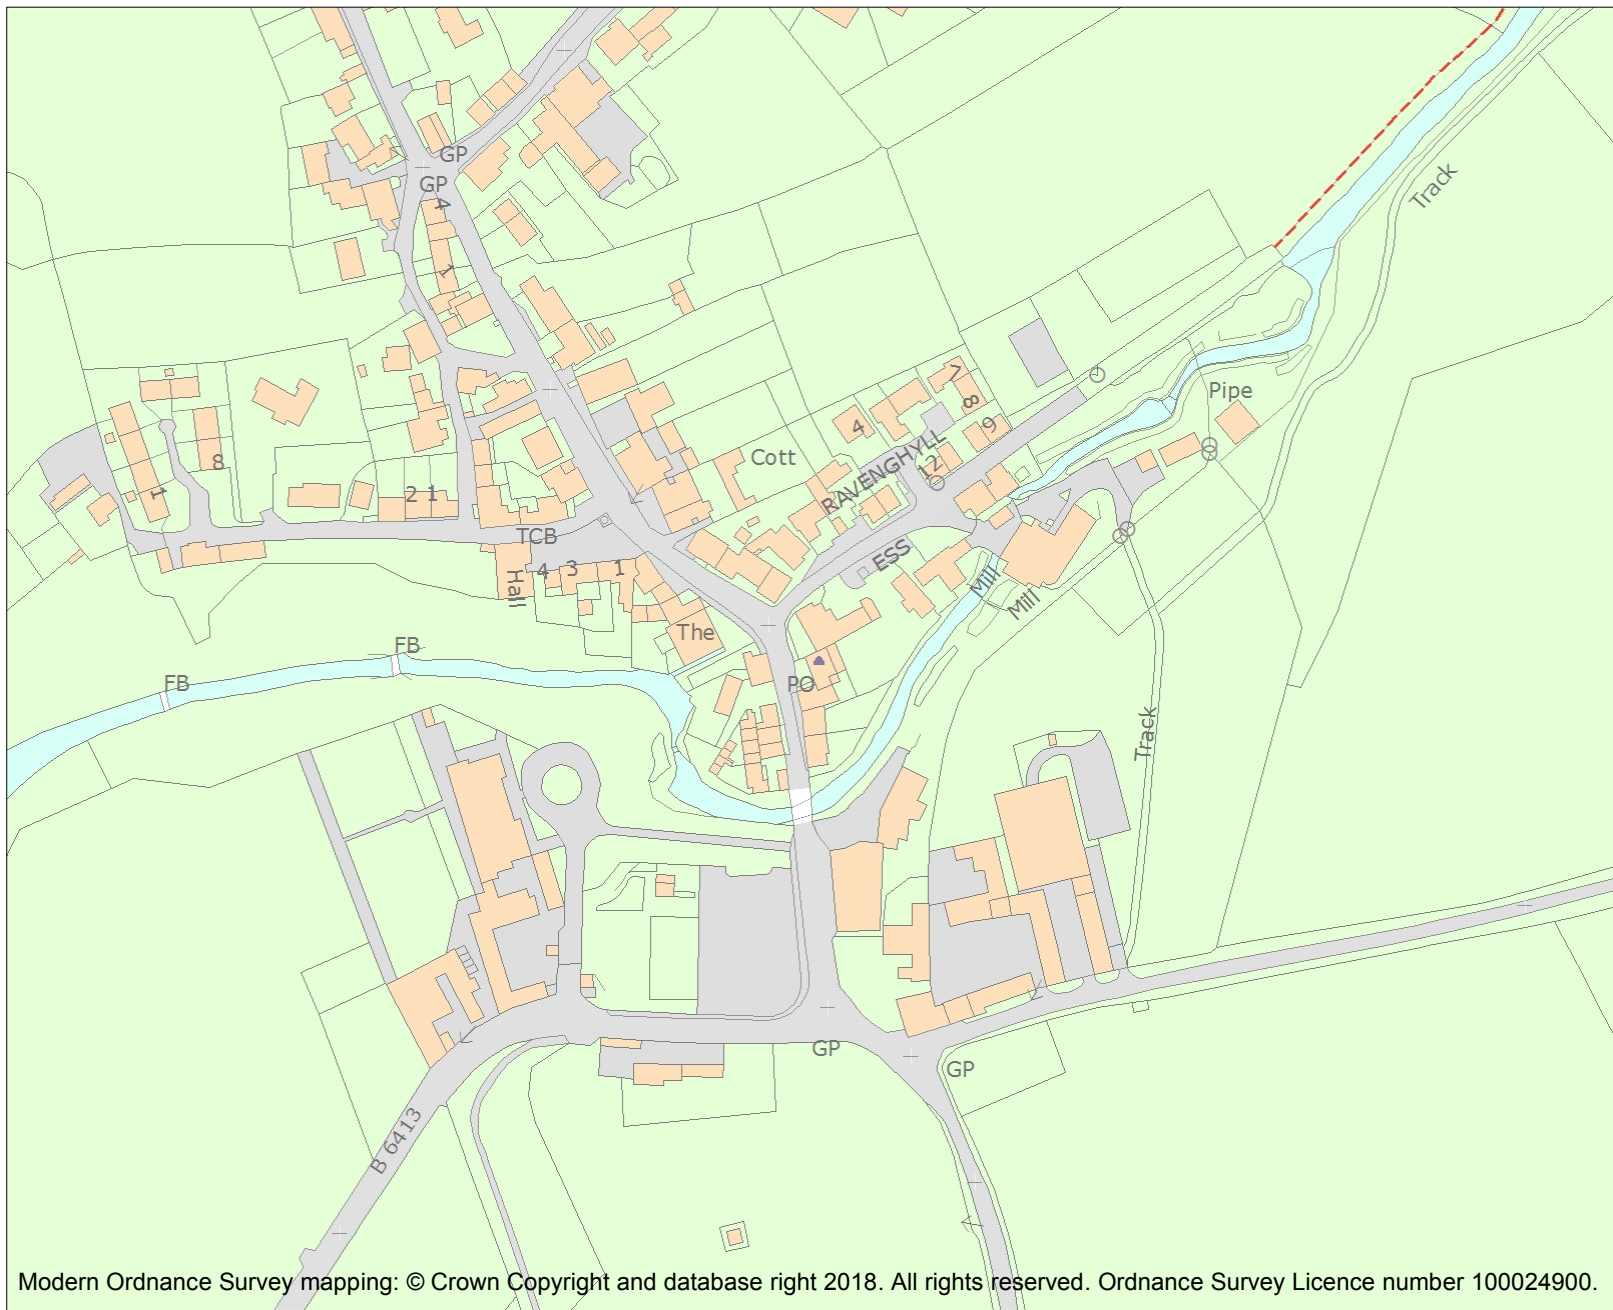 GP
GP
4
1
Track
Pipe
7
8
9
4
Cott
RAVENGHYLL
12
8
1
2 1
TCB
ESS
Hall
4
3
1
Mill
Mill
The
FB
FB
PO
Track
GP
GP
B 6413
Modern Ordnance Survey mapping: © Crown Copyright and database right 2018. All rights reserved. Ordnance Survey Licence number 100024900.